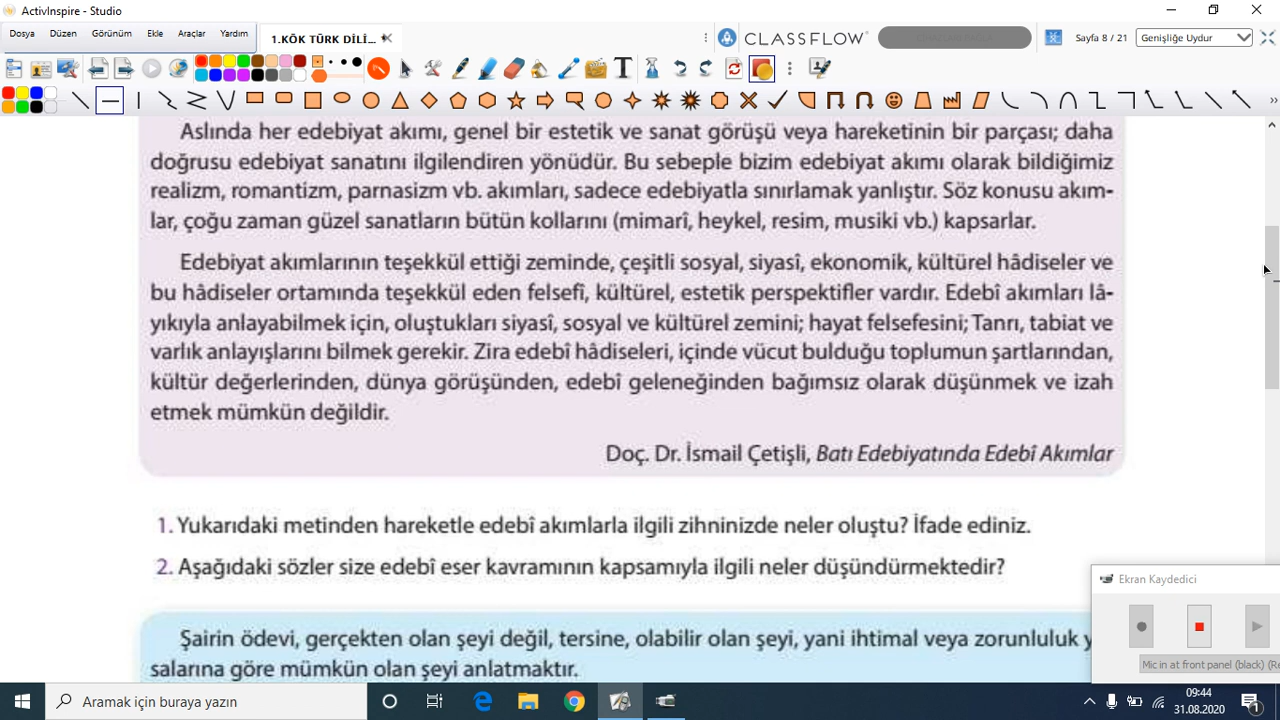 ActivInspire - Studio
Dosya Düzen Görünüm Ekle Araçlar Yardım
1.KÖK TÜRK DİLİ...
CLASSFLOW
Sayfa 8 / 21
Genişliğe Uydur
Aslında her edebiyat akımı, genel bir estetik ve sanat görüşü veya hareketinin bir parçası; daha
doğrusu edebiyat sanatını ilgilendiren yönüdür. Bu sebeple bizim edebiyat akımı olarak bildiğimiz
realizm, romantizm, parnasizm vb. akımları, sadece edebiyatla sınırlamak yanlıştır. Söz konusu akım-
lar, çoğu zaman güzel sanatların bütün kollarını (mimarî, heykel, resim, musiki vb.) kapsarlar.
Edebiyat akımlarının teşekkül ettiği zeminde, çeşitli sosyal, siyasî, ekonomik, kültürel hâdiseler ve
bu hâdiseler ortamında teşekkül eden felsefî, kültürel, estetik perspektifler vardır. Edebî akımları lâ-
yıkıyla anlayabilmek için, oluştukları siyasî, sosyal ve kültürel zemini; hayat felsefesini; Tanrı, tabiat ve
varlık anlayışlarını bilmek gerekir. Zira edebî hâdiseleri, içinde vücut bulduğu toplumun şartlarından,
kültür değerlerinden, dünya görüşünden, edebî geleneğinden bağımsız olarak düşünmek ve izah
etmek mümkün değildir.
Doç. Dr. İsmail Çetişli, Batı Edebiyatında Edebî Akımlar
1. Yukarıdaki metinden hareketle edebî akımlarla ilgili zihninizde neler oluştu? İfade ediniz.
2. Aşağıdaki sözler size edebî eser kavramının kapsamıyla ilgili neler düşündürmektedir?
Şairin ödevi, gerçekten olan şeyi değil, tersine, olabilir olan şeyi, yani ihtimal veya zorunluluk y
salarına göre mümkün olan şeyi anlatmaktır.
Ekran Kaydedici
Mic in at front panel (black) (Re
Aramak için buraya yazın
09:44
31.08.2020
1